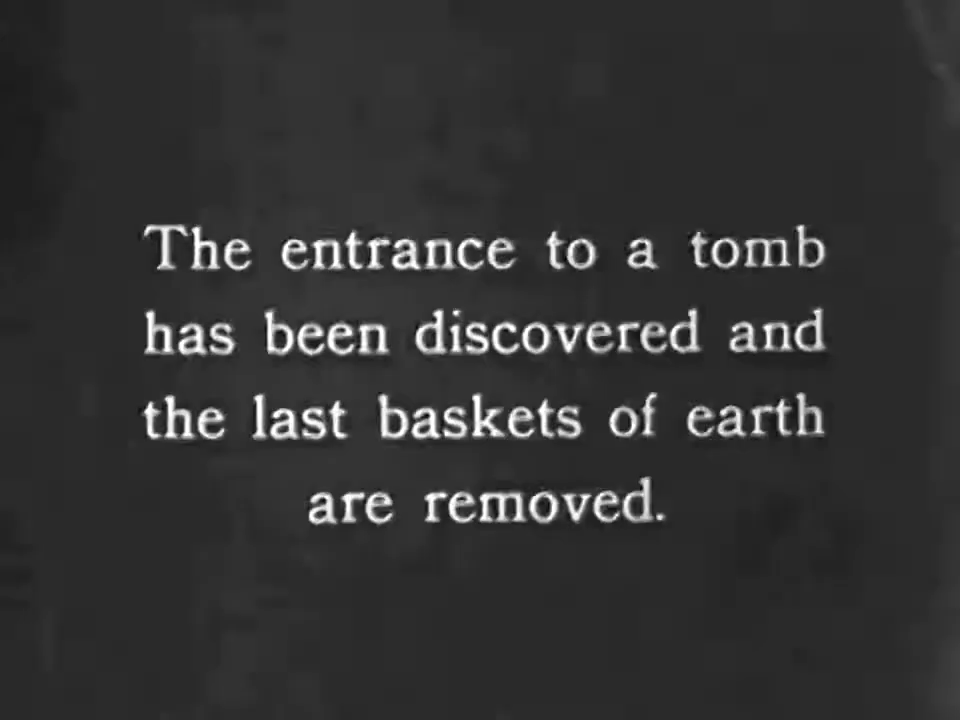 The entrance to a tomb
has been discovered and
the last baskets of earth
are removed.